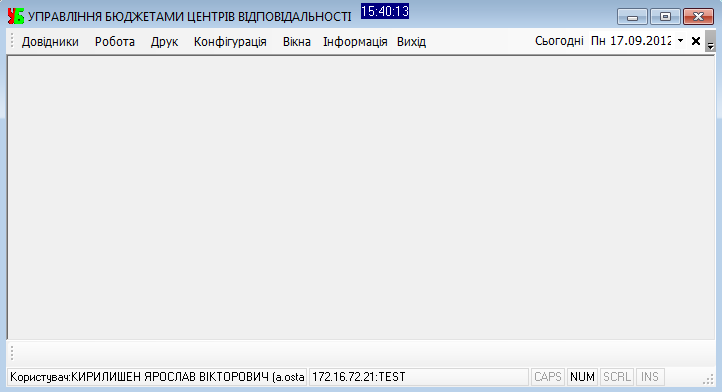 УБ УПРАВЛІННЯ БЮДЖЕТАМИ ЦЕНТРІВ ВІДПОВІДАЛЬНОСТІ 15:40:13
Довідники Робота Друк Конфігурація Вікна Інформація Вихід Сьогодні Пн 17.09.2012
Користувач:КИРИЛИШЕН ЯРОСЛАВ ВІКТОРОВИЧ (a.osta 172.16.72.21:TEST CAPS NUM SCRL INS